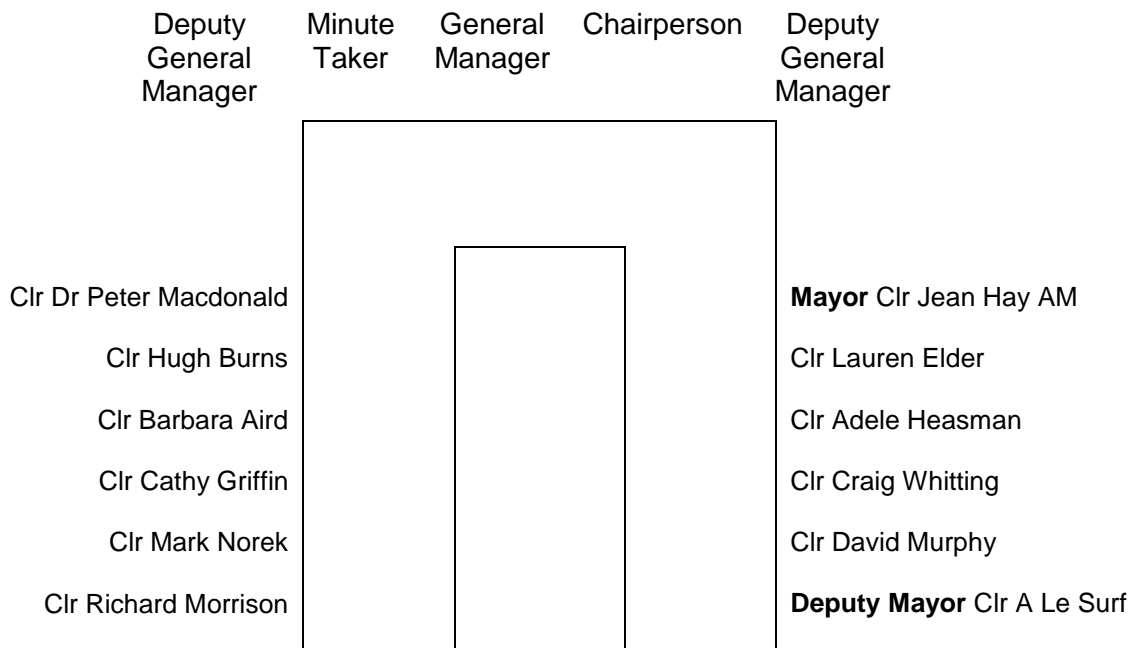 Deputy General Manager
Minute Taker
General Manager
Chairperson
Deputy General Manager
Clr Dr Peter Macdonald
Mayor Clr Jean Hay AM
Clr Hugh Burns
Clr Lauren Elder
Clr Barbara Aird
Clr Adele Heasman
Clr Cathy Griffin
Clr Craig Whitting
Clr Mark Norek
Clr David Murphy
Clr Richard Morrison
Deputy Mayor Clr A Le Surf